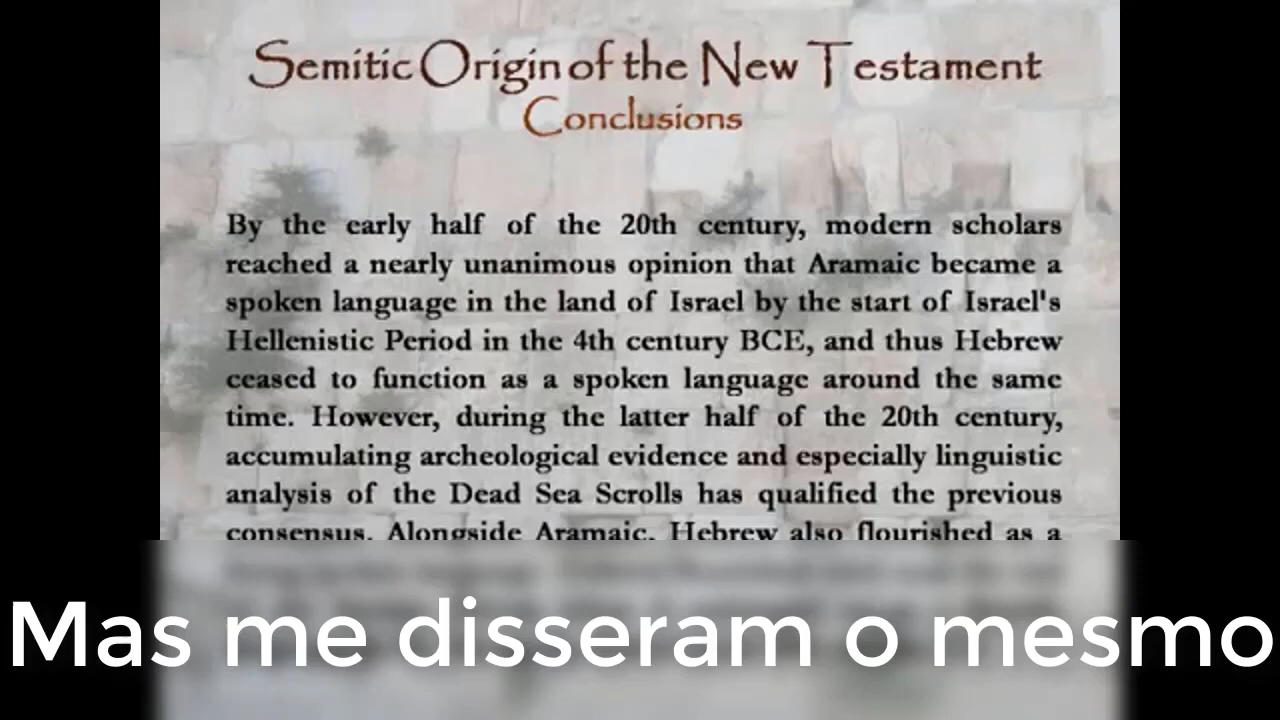 Semitic Origin of the New Testament
Conclusions
By the early half of the 20th century, modern scholars
reached a nearly unanimous opinion that Aramaic became a
spoken language in the land of Israel by the start of Israel's
Hellenistic Period in the 4th century BCE, and thus Hebrew
ceased to function as a spoken language around the same
time. However, during the latter half of the 20th century,
accumulating archeological evidence and especially linguistic
analysis of the Dead Sea Scrolls has qualified the previous
consensus. Alongside Aramaic, Hebrew also flourished as a
Mas me disseram o mesmo